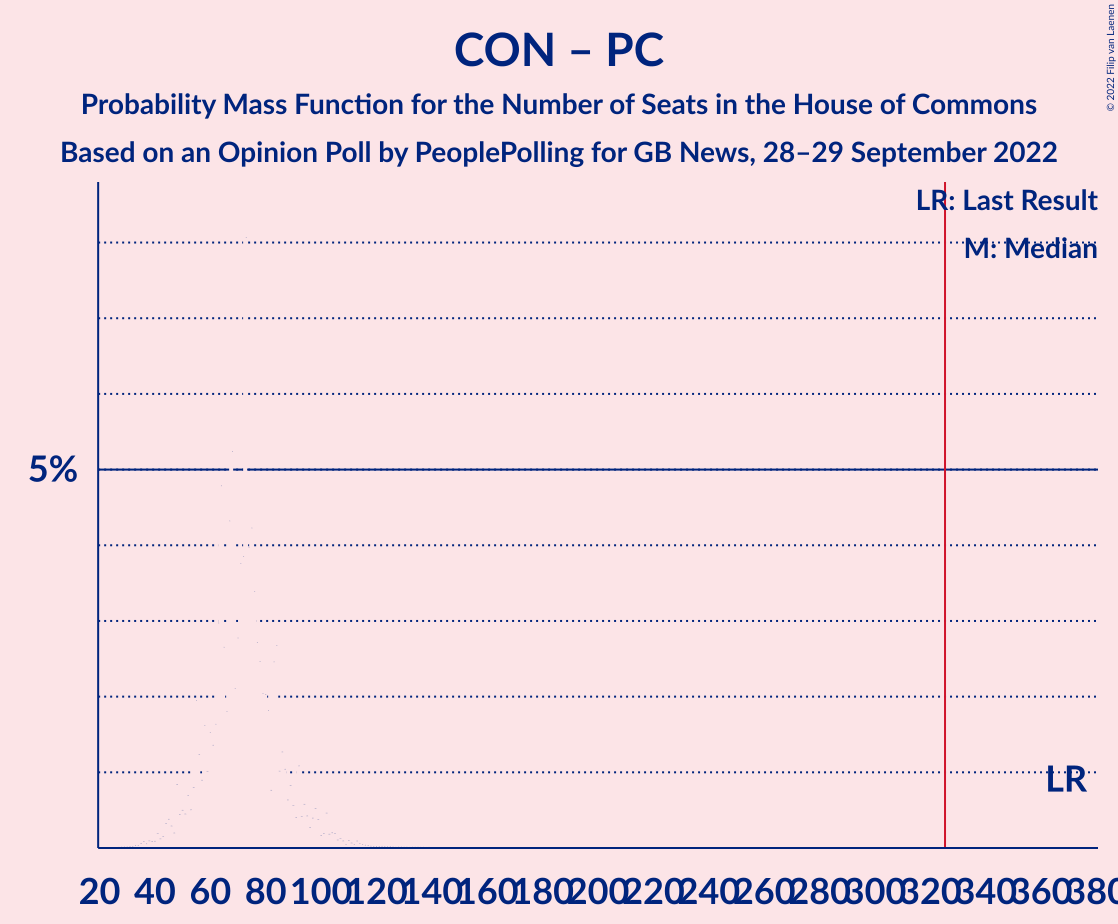 CON – PC
Probability Mass Function for the Number of Seats in the House of Commons
Based on an Opinion Poll by PeoplePolling for GB News, 28–29 September 2022
© 2022 Filip van Laenen
LR: Last Result
M: Median
5%
LR
20 40 60 80 100 120 140 160 180 200 220 240 260 280 300 320 340 360 380